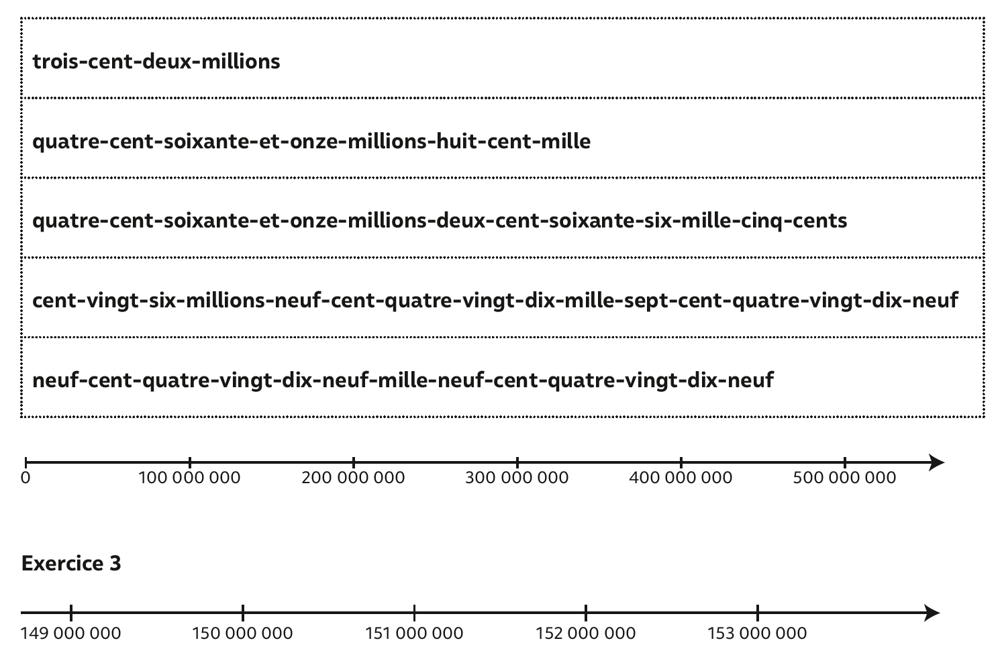 trois-cent-deux-millions
quatre-cent-soixante-et-onze-millions-huit-cent-mille
quatre-cent-soixante-et-onze-millions-deux-cent-soixante-six-mille-cinq-cents
cent-vingt-six-millions-neuf-cent-quatre-vingt-dix-mille-sept-cent-quatre-vingt-dix-neuf
neuf-cent-quatre-vingt-dix-neuf-mille-neuf-cent-quatre-vingt-dix-neuf
0 100 000 000 200 000 000 300 000 000 400 000 000 500 000 000
Exercice 3
149 000 000 150 000 000 151 000 000 152 000 000 153 000 000